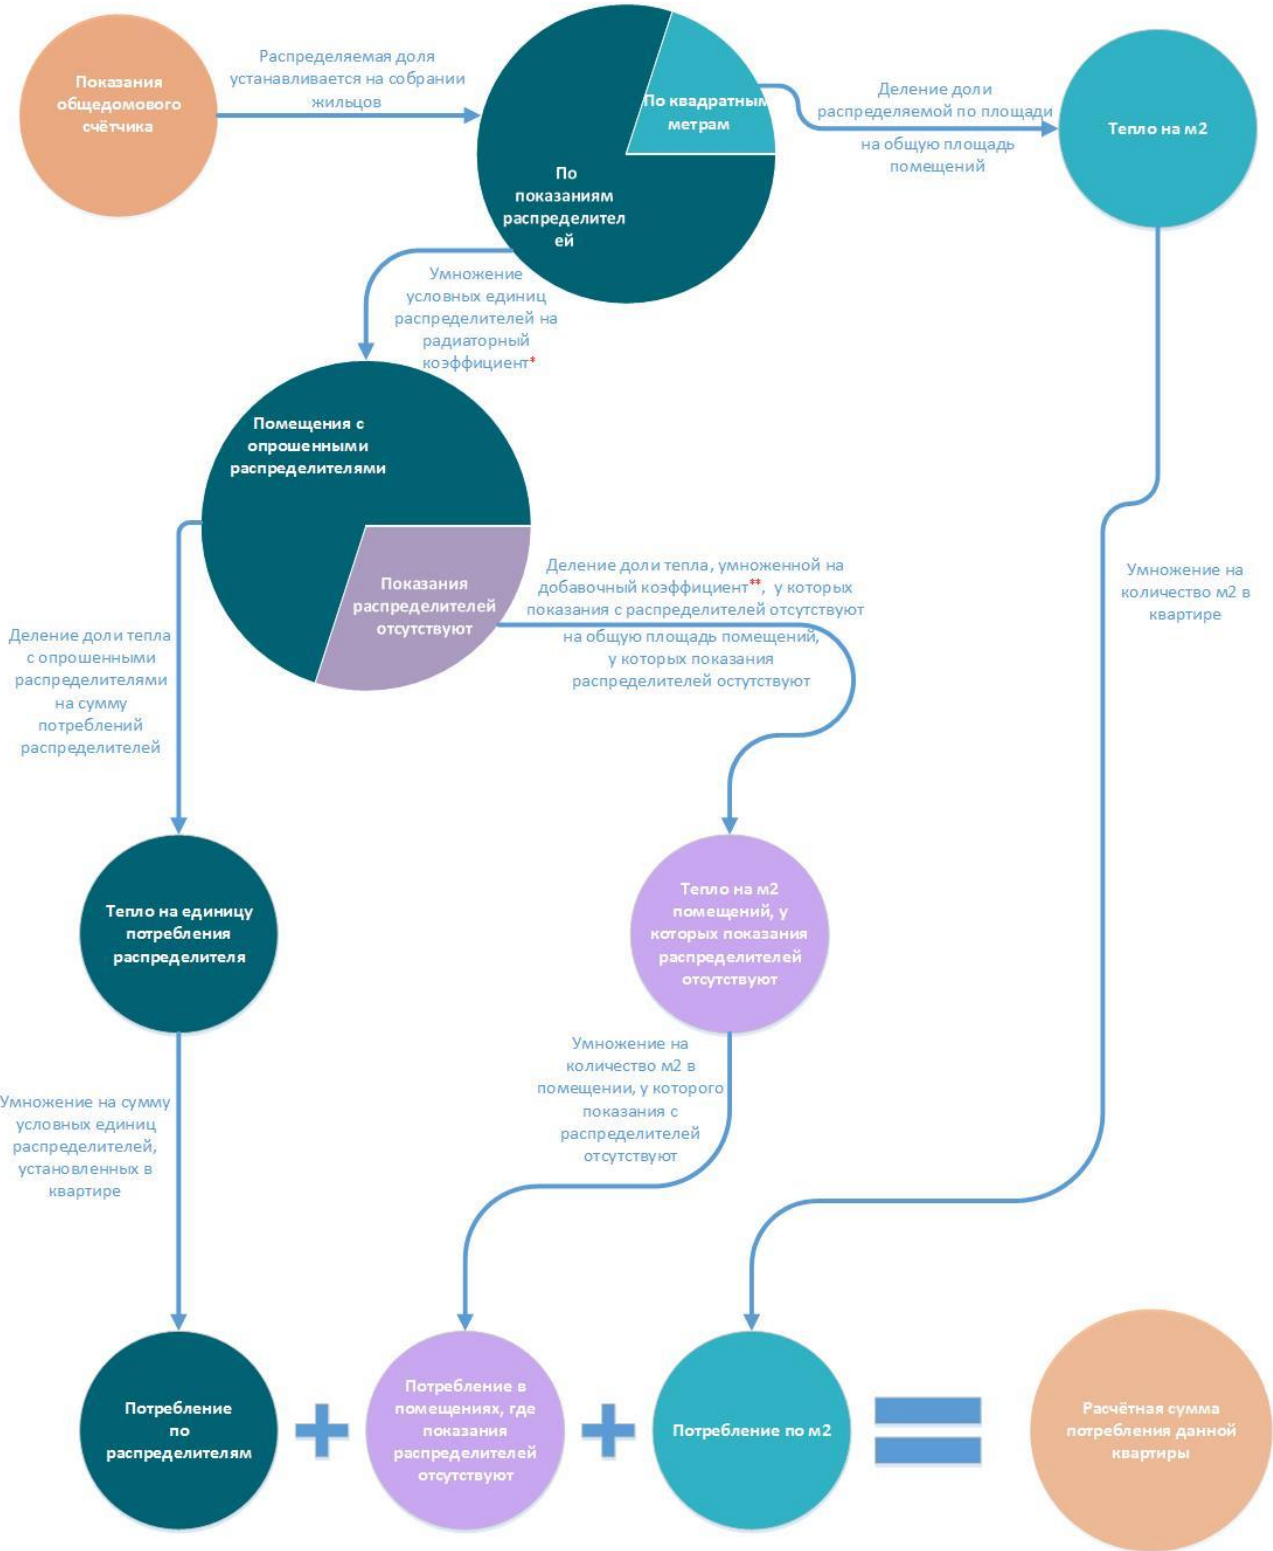 Показания
общедомового
счётчика
Распределяемая доля
устанавливается на собрании
жильцов
По квадратным
метрам
По
показаниям
распределител
ей
Деление доли
распределяемой по площади
на общую площадь
помещений
Тепло на м2
Умножение
условных единиц
распределителей на
радиаторный
коэффициент*
Помещения с
опрошенными
распределителями
Показания
распределителей
отсутствуют
Деление доли тепла, умноженной на
добавочный коэффициент**, у которых
показания с распределителей отсутствуют
на общую площадь помещений,
у которых показания
распределителей остутствуют
Умножение на
количество м2 в
квартире
Деление доли тепла
с опрошенными
распределителями
на сумму
потреблений
распределителей
Тепло на единицу
потребления
распределителя
Тепло на м2
помещений, у
которых показания
распределителей
отсутствуют
Умножение на
количество м2 в
помещении, у которого
показания с
распределителей
отсутствуют
Умножение на сумму
условных единиц
распределителей,
установленных в
квартире
Потребление
по
распределителям
Потребление в
помещениях, где
показания
распределителей
отсутствуют
Потребление по м2
Расчётная сумма
потребления данной
квартиры